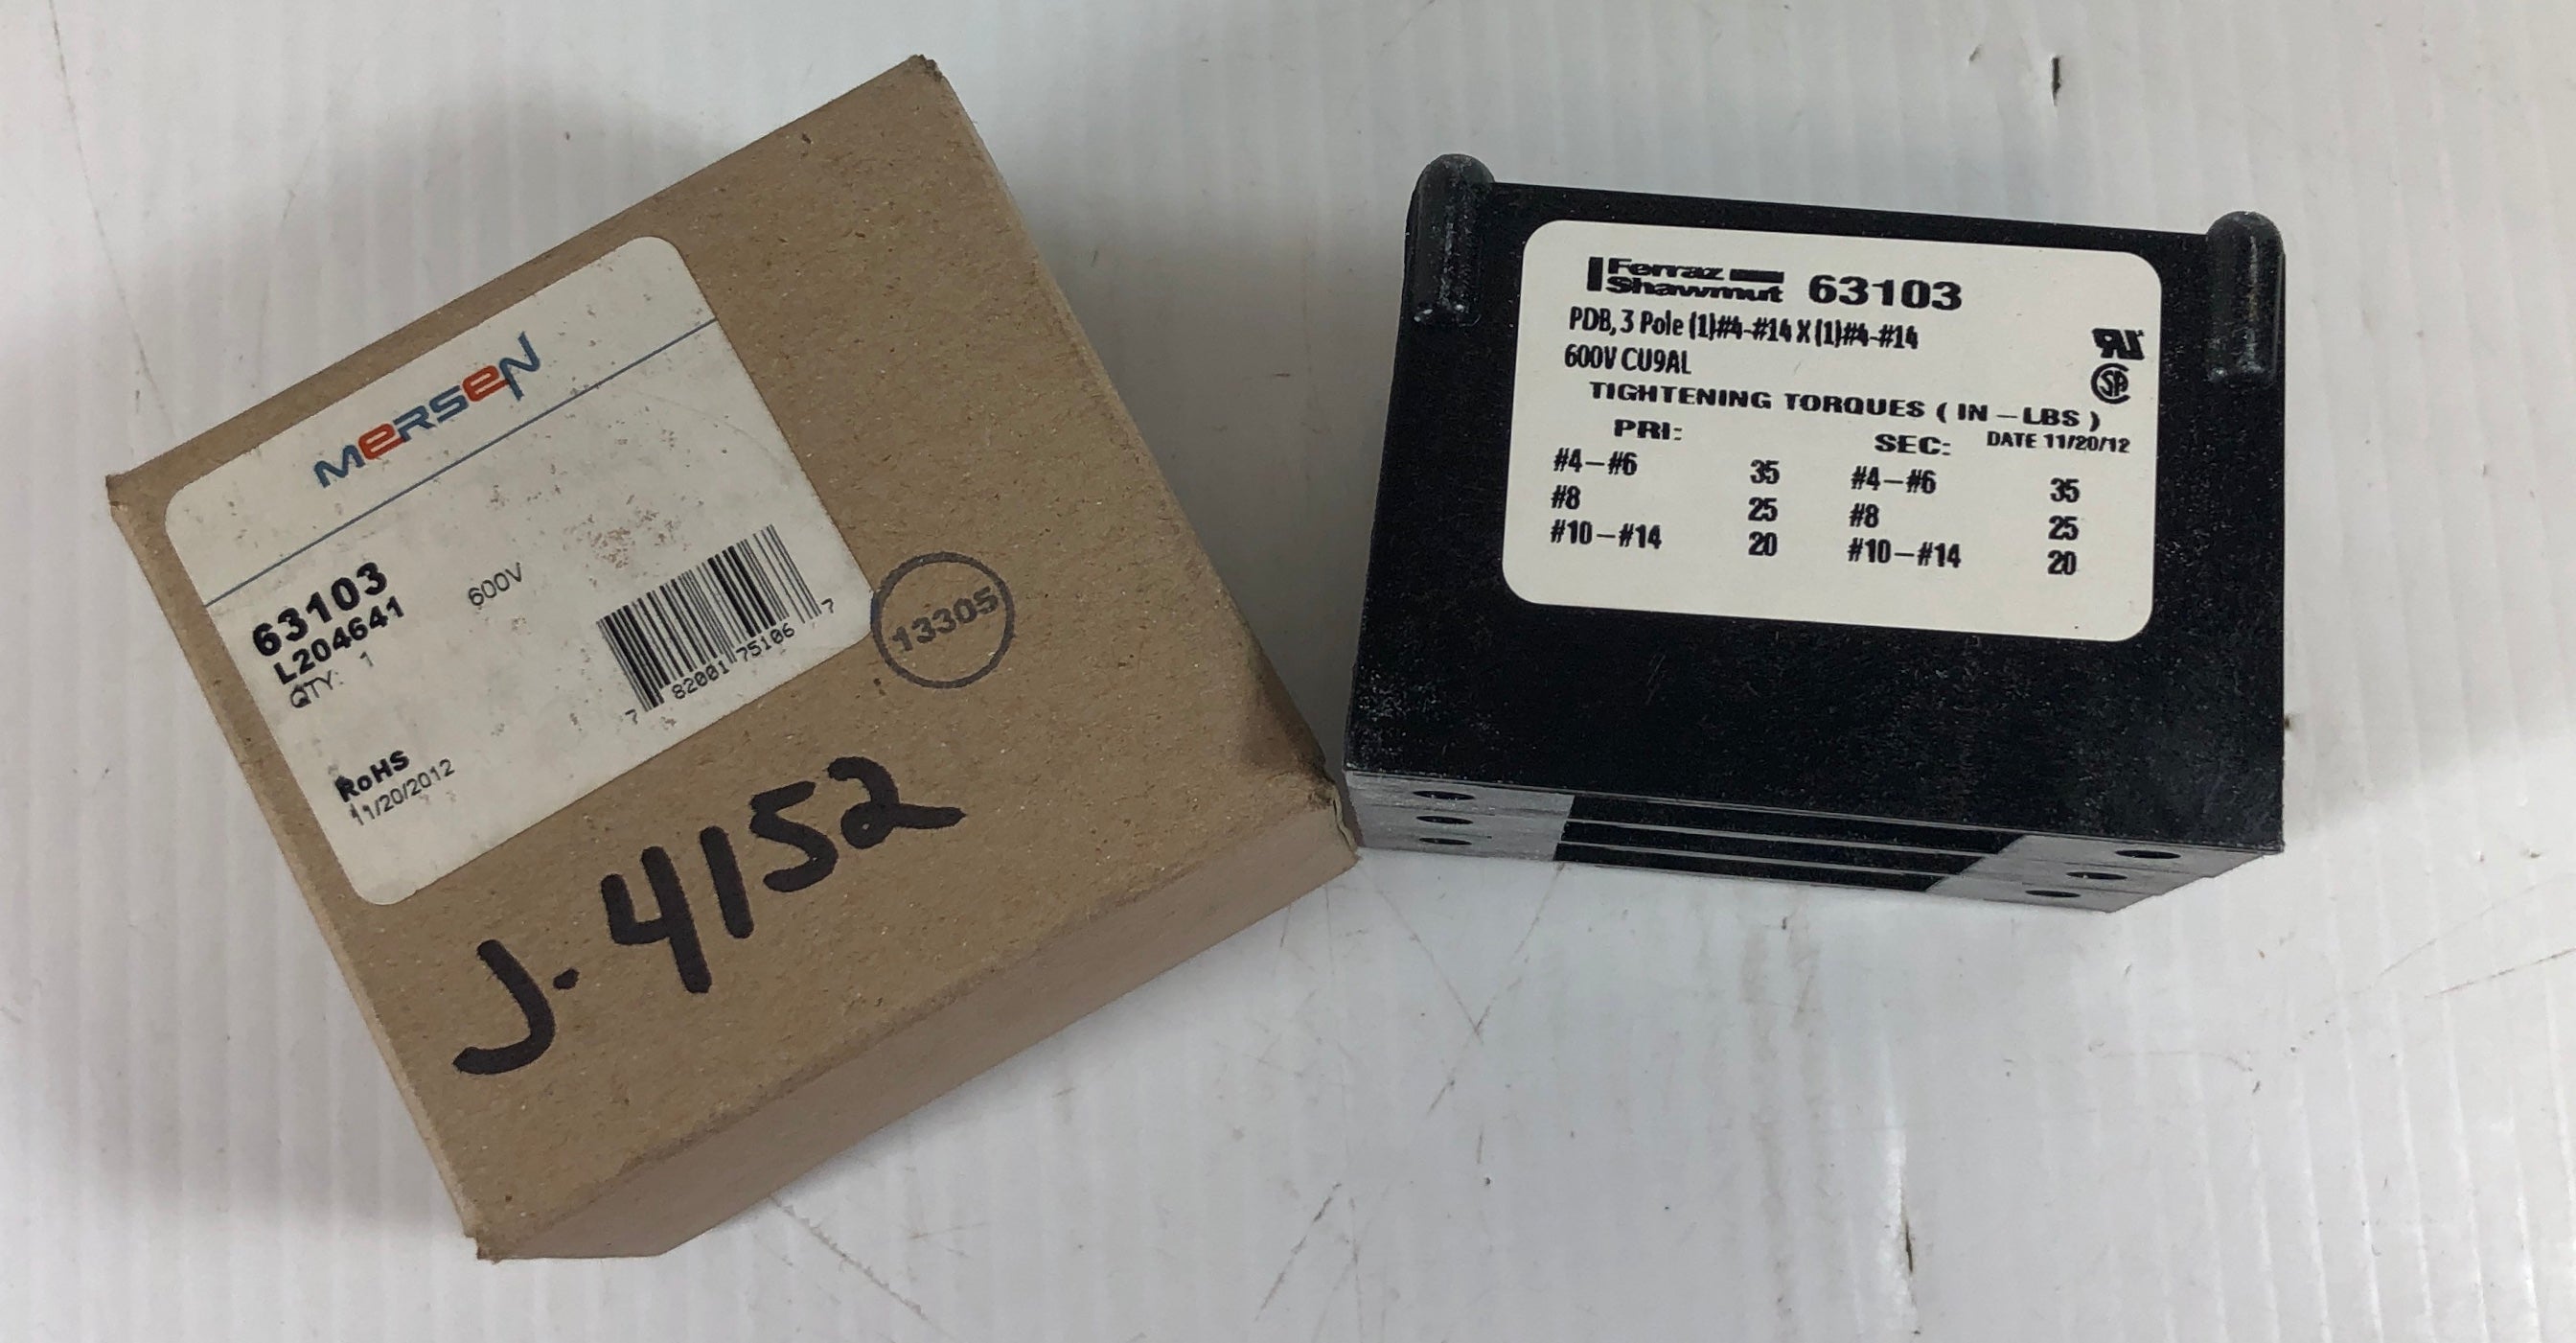 MERSEN
63103
L204641
600V
QTY: 1
7 82001 75106 7
RoHS
11/20/2012
13305
J-4152
Ferraz
Shawmut 63103
PDB, 3 Pole (1)#4-#14 X (1)#4-#14
600V CU9AL
TIGHTENING TORQUES ( IN – LBS )
PRI: SEC: DATE 11/20/12
#4–#6 35 #4–#6 35
#8 25 #8 25
#10–#14 20 #10–#14 20